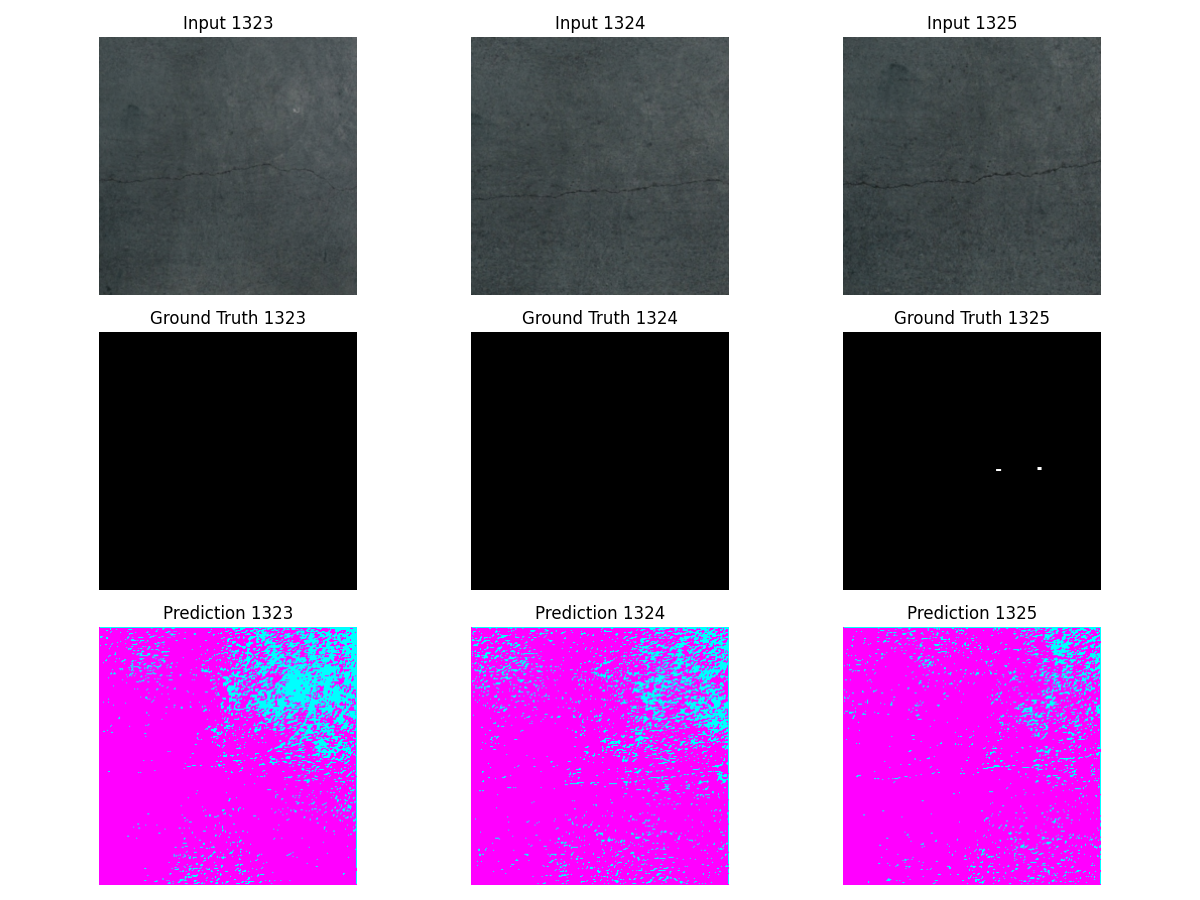 Input 1323
Input 1324
Input 1325
Ground Truth 1323
Ground Truth 1324
Ground Truth 1325
Prediction 1323
Prediction 1324
Prediction 1325